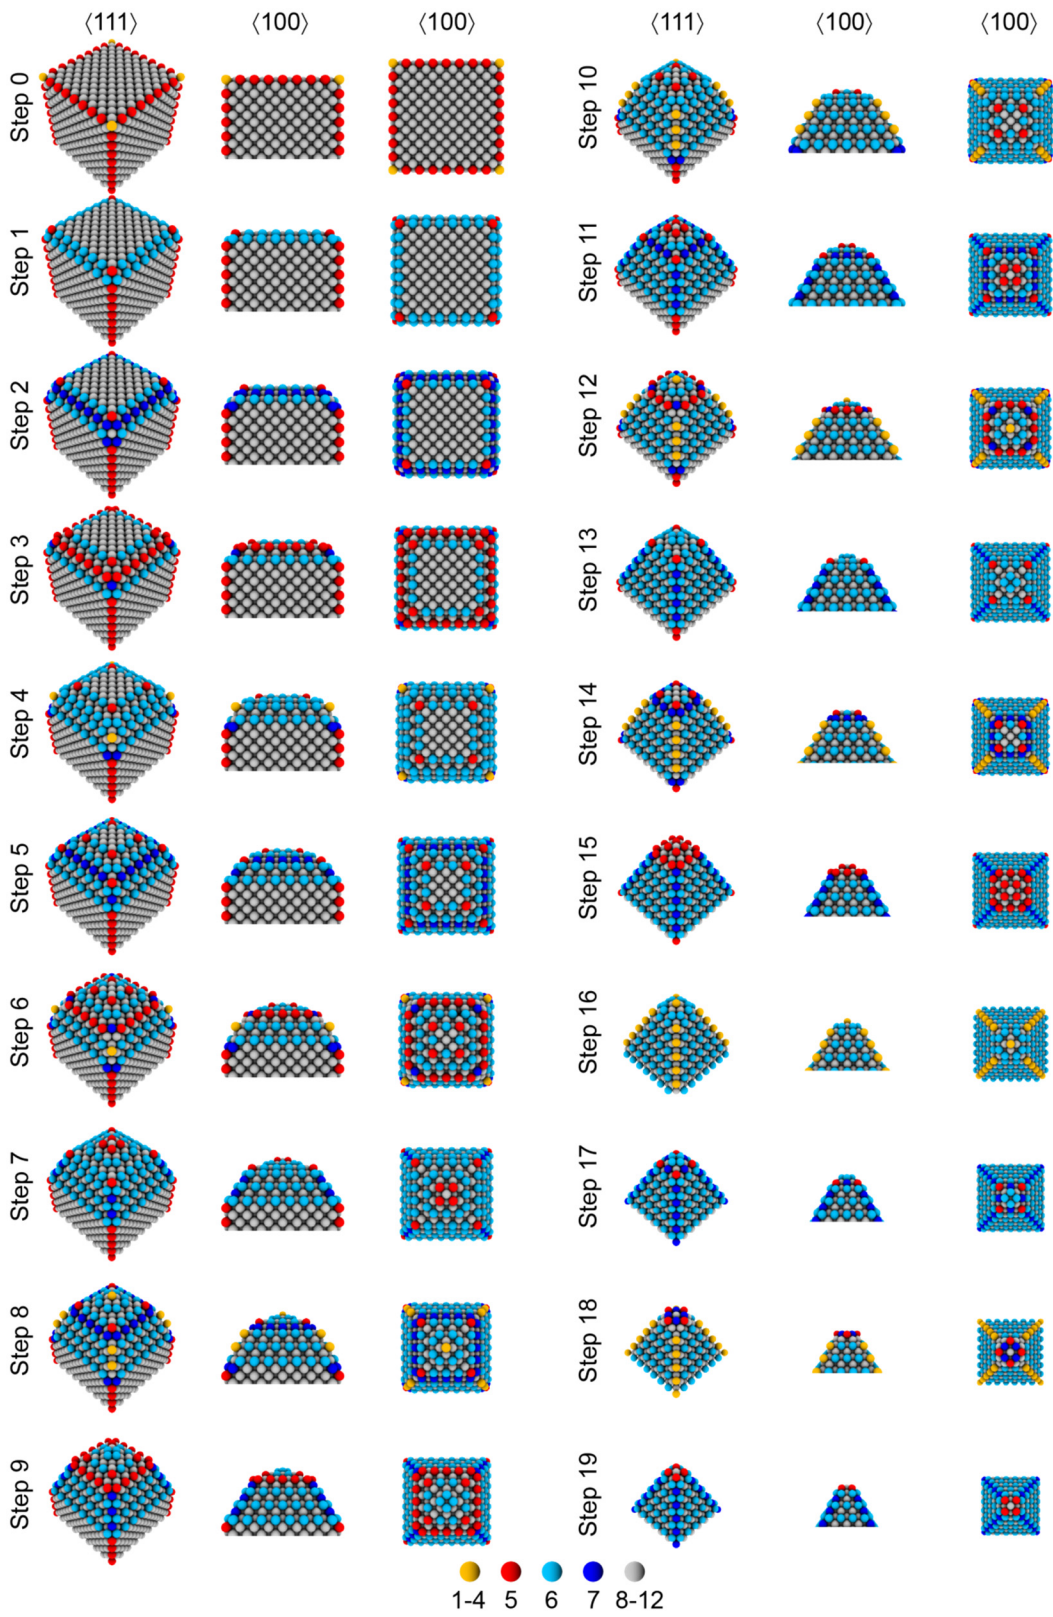 ⟨111⟩ ⟨100⟩ ⟨100⟩ ⟨111⟩ ⟨100⟩ ⟨100⟩
Step 0
Step 1
Step 2
Step 3
Step 4
Step 5
Step 6
Step 7
Step 8
Step 9
Step 10
Step 11
Step 12
Step 13
Step 14
Step 15
Step 16
Step 17
Step 18
Step 19
1-4 5 6 7 8-12